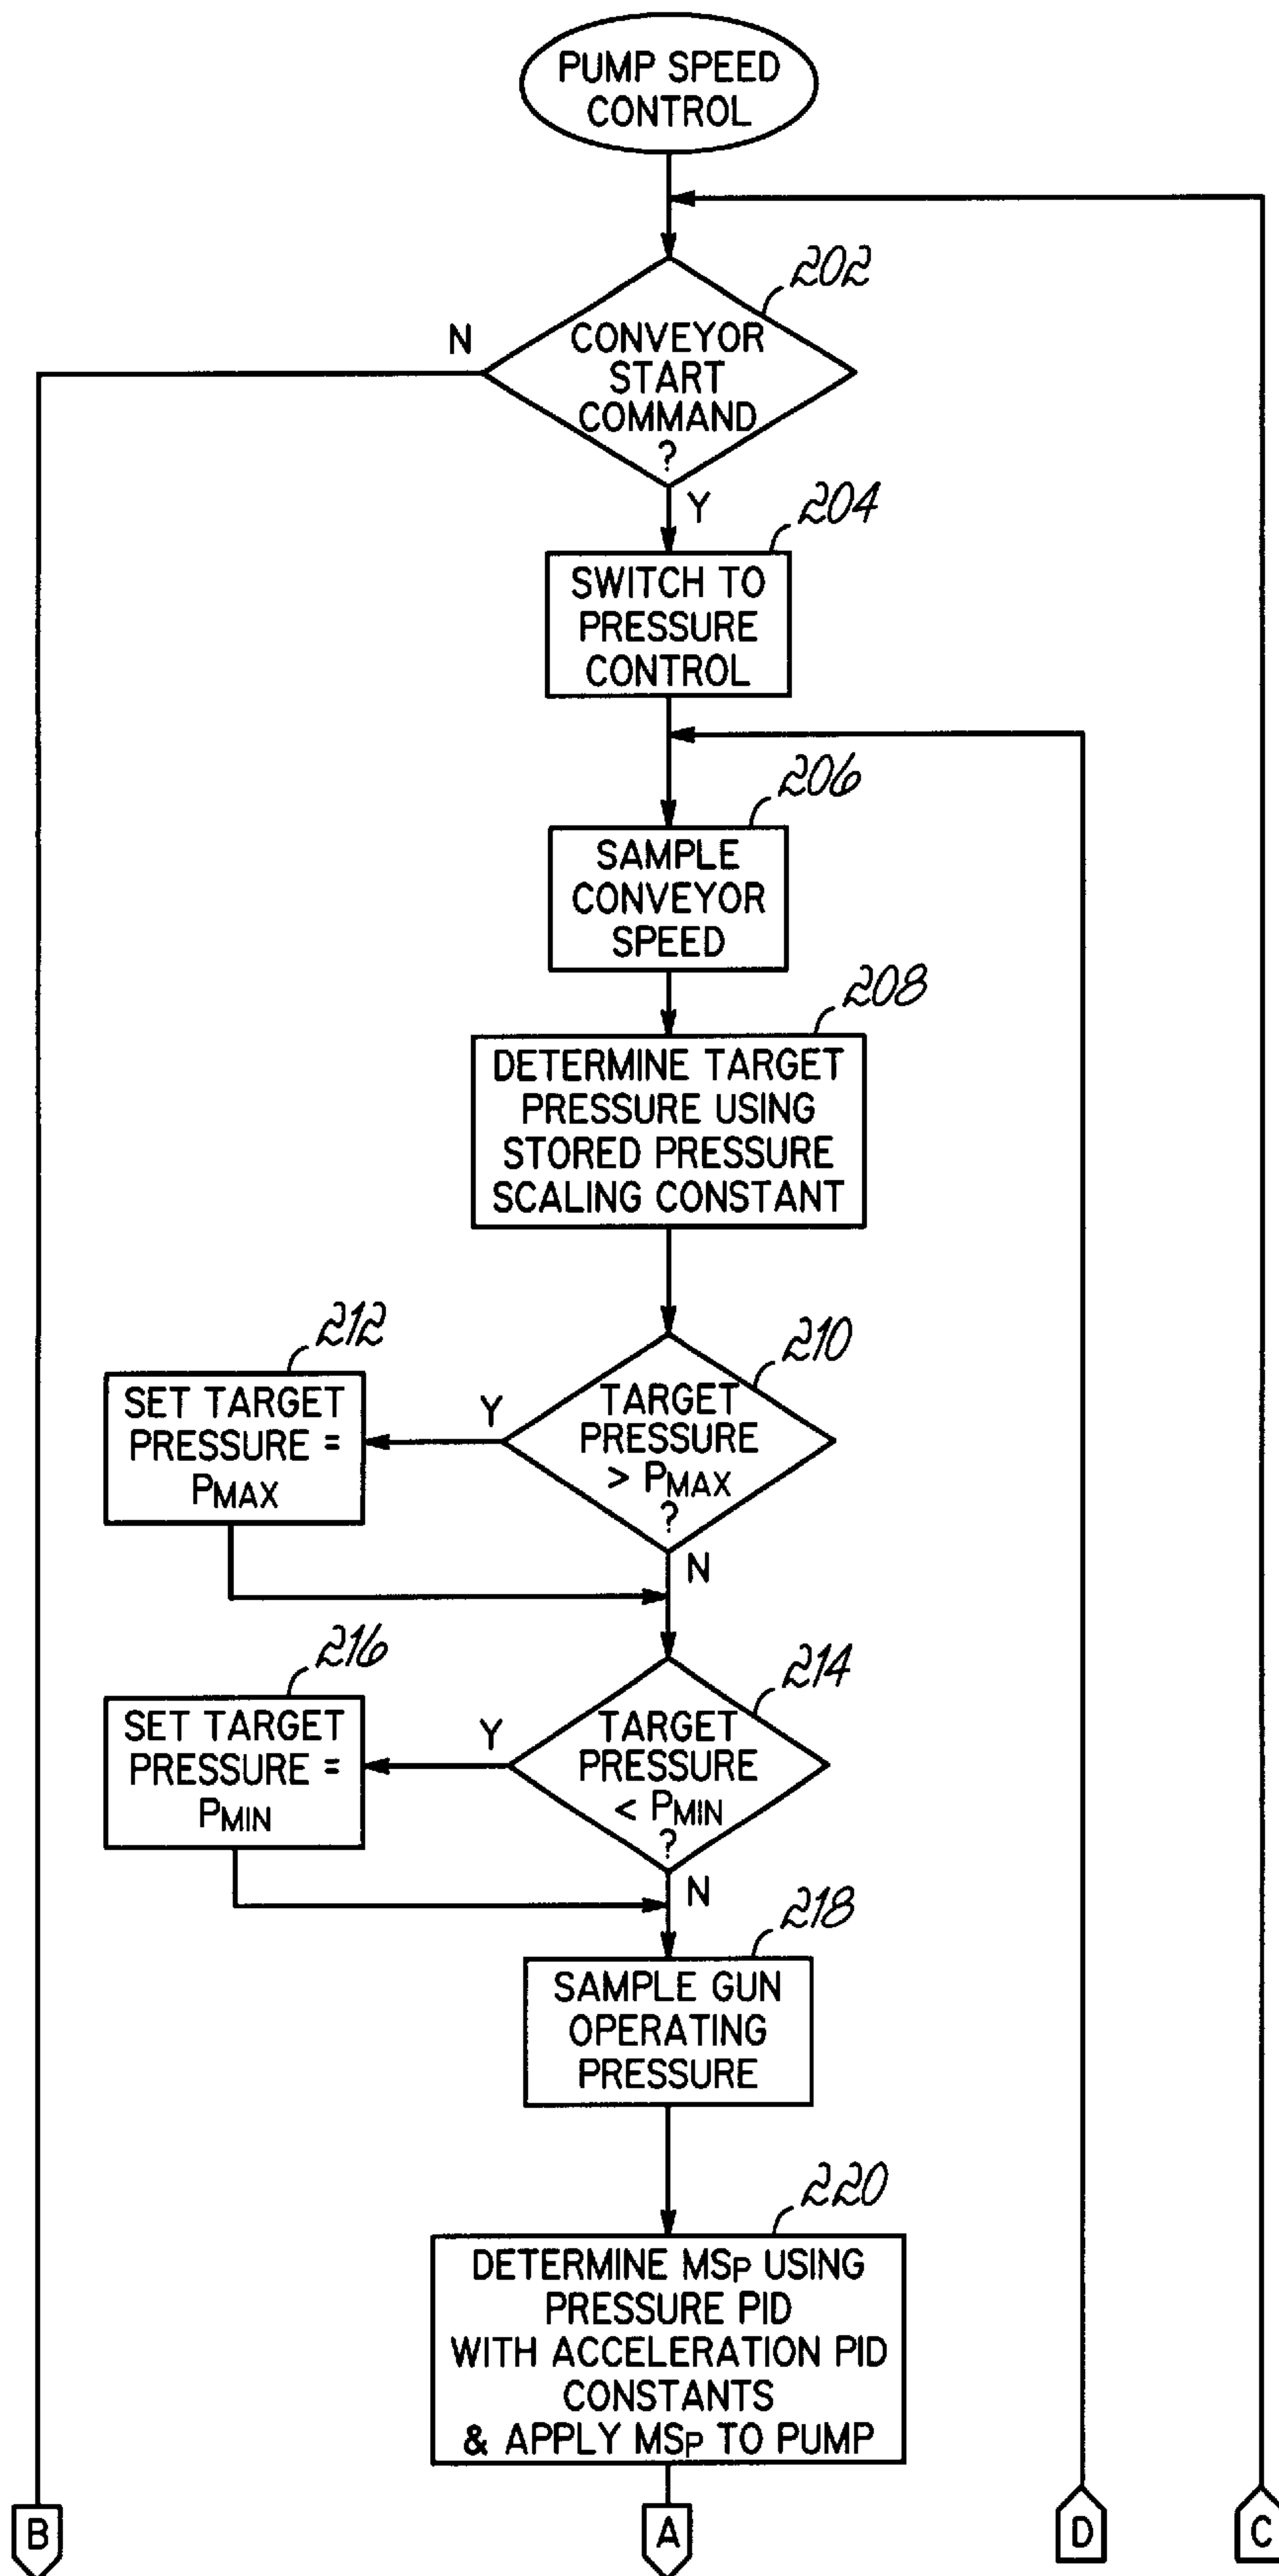 PUMP SPEED
CONTROL
202
N
CONVEYOR
START
COMMAND
?
Y
204
SWITCH TO
PRESSURE
CONTROL
206
SAMPLE
CONVEYOR
SPEED
208
DETERMINE TARGET
PRESSURE USING
STORED PRESSURE
SCALING CONSTANT
212
SET TARGET
PRESSURE =
PMAX
210
Y
TARGET
PRESSURE
> PMAX
?
N
216
SET TARGET
PRESSURE =
PMIN
214
Y
TARGET
PRESSURE
< PMIN
?
N
218
SAMPLE GUN
OPERATING
PRESSURE
220
DETERMINE MSP USING
PRESSURE PID
WITH ACCELERATION PID
CONSTANTS
& APPLY MSP TO PUMP
B
A
D
C